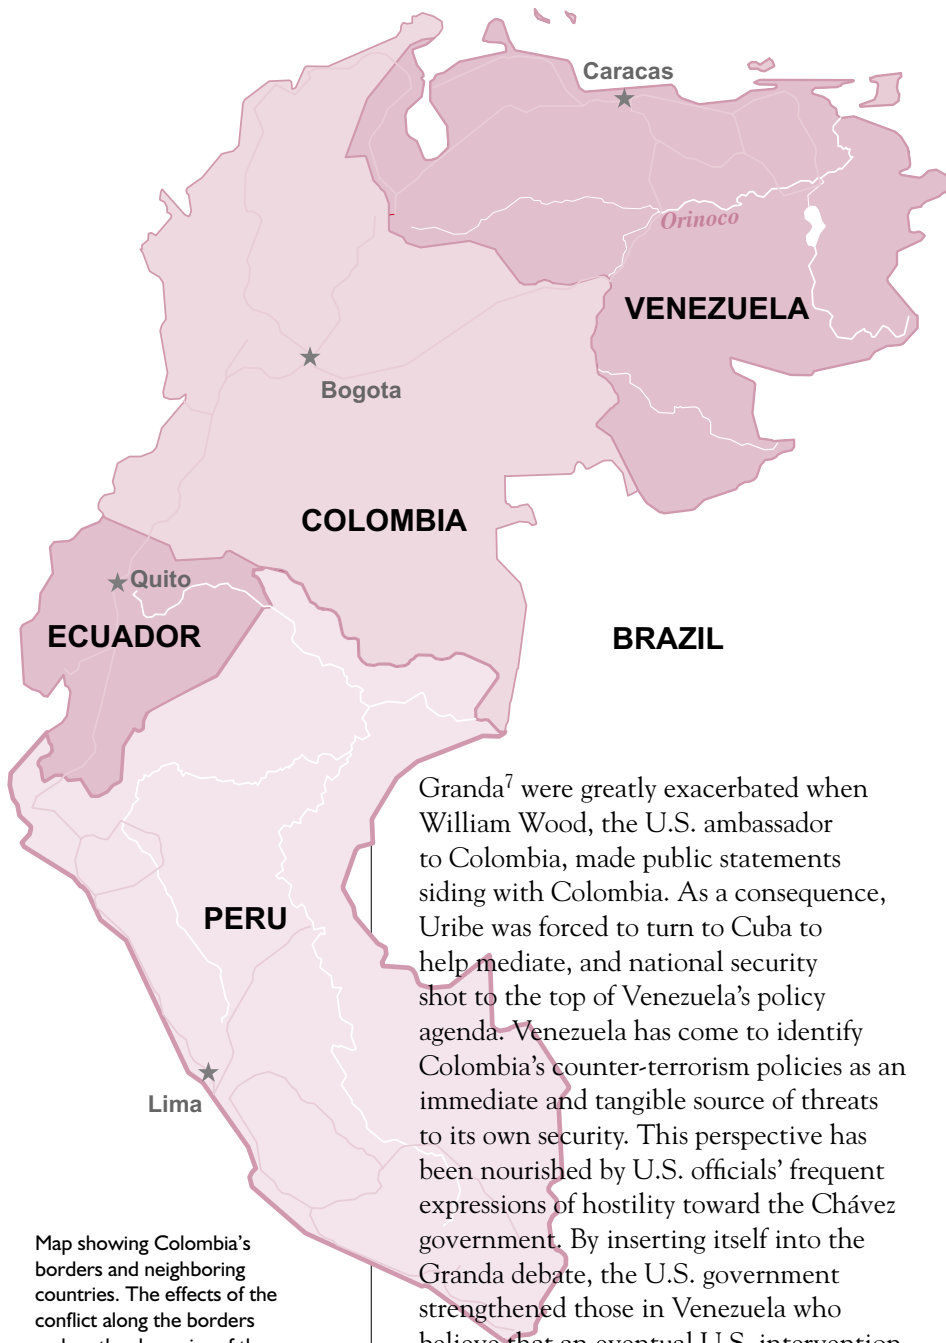 Caracas
Orinoco
VENEZUELA
Bogota
COLOMBIA
Quito
ECUADOR
BRAZIL
PERU
Lima
Granda7 were greatly exacerbated when
William Wood, the U.S. ambassador
to Colombia, made public statements
siding with Colombia. As a consequence,
Uribe was forced to turn to Cuba to
help mediate, and national security
shot to the top of Venezuela’s policy
agenda. Venezuela has come to identify
Colombia’s counter-terrorism policies as an
immediate and tangible source of threats
to its own security. This perspective has
been nourished by U.S. officials’ frequent
expressions of hostility toward the Chávez
government. By inserting itself into the
Granda debate, the U.S. government
strengthened those in Venezuela who
believe that an eventual U.S. intervention
Map showing Colombia’s
borders and neighboring
countries. The effects of the
conflict along the borders